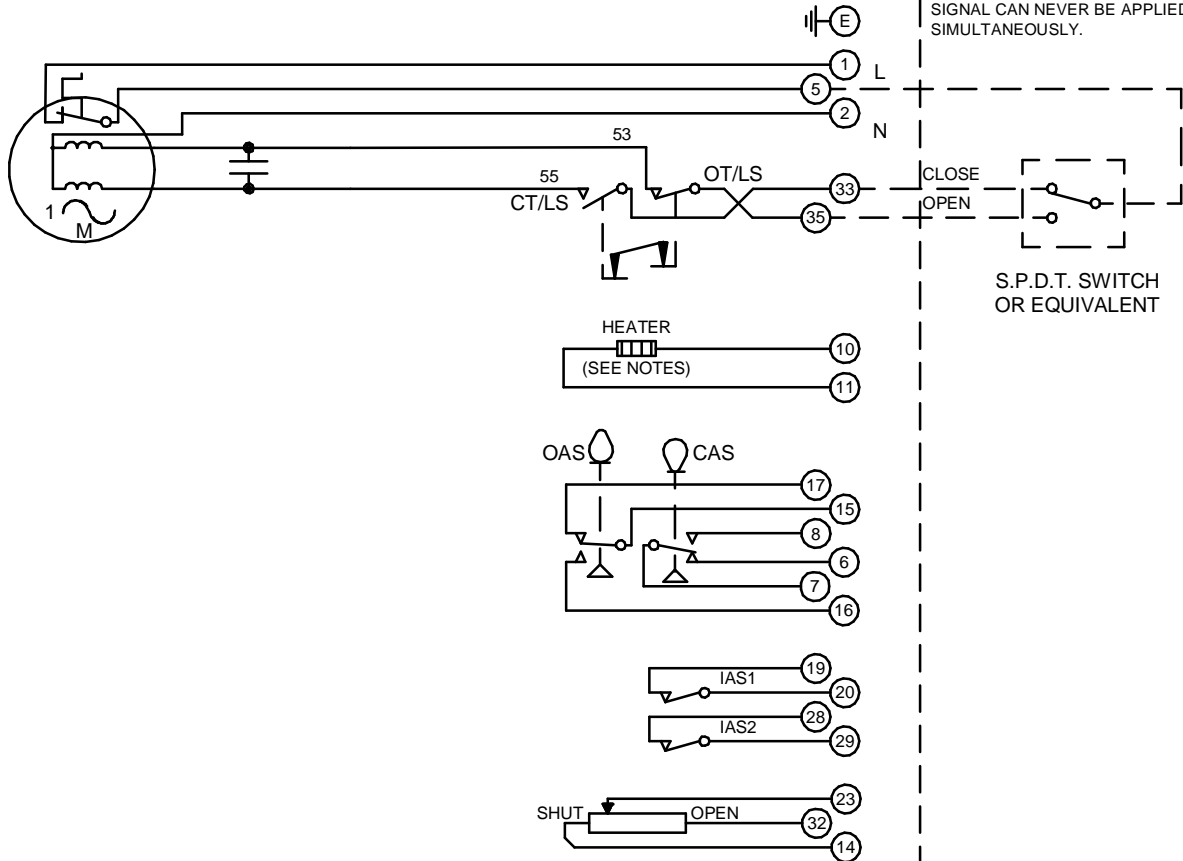 SIGNAL CAN NEVER BE APPLIED
SIMULTANEOUSLY.
E
1
L
5
2
N
53
55
OT/LS
CT/LS
33
CLOSE
35
OPEN
1
M
S.P.D.T. SWITCH
OR EQUIVALENT
HEATER
(SEE NOTES)
10
11
OAS
CAS
17
15
8
6
7
16
19
IAS1
20
28
IAS2
29
23
SHUT
OPEN
32
14